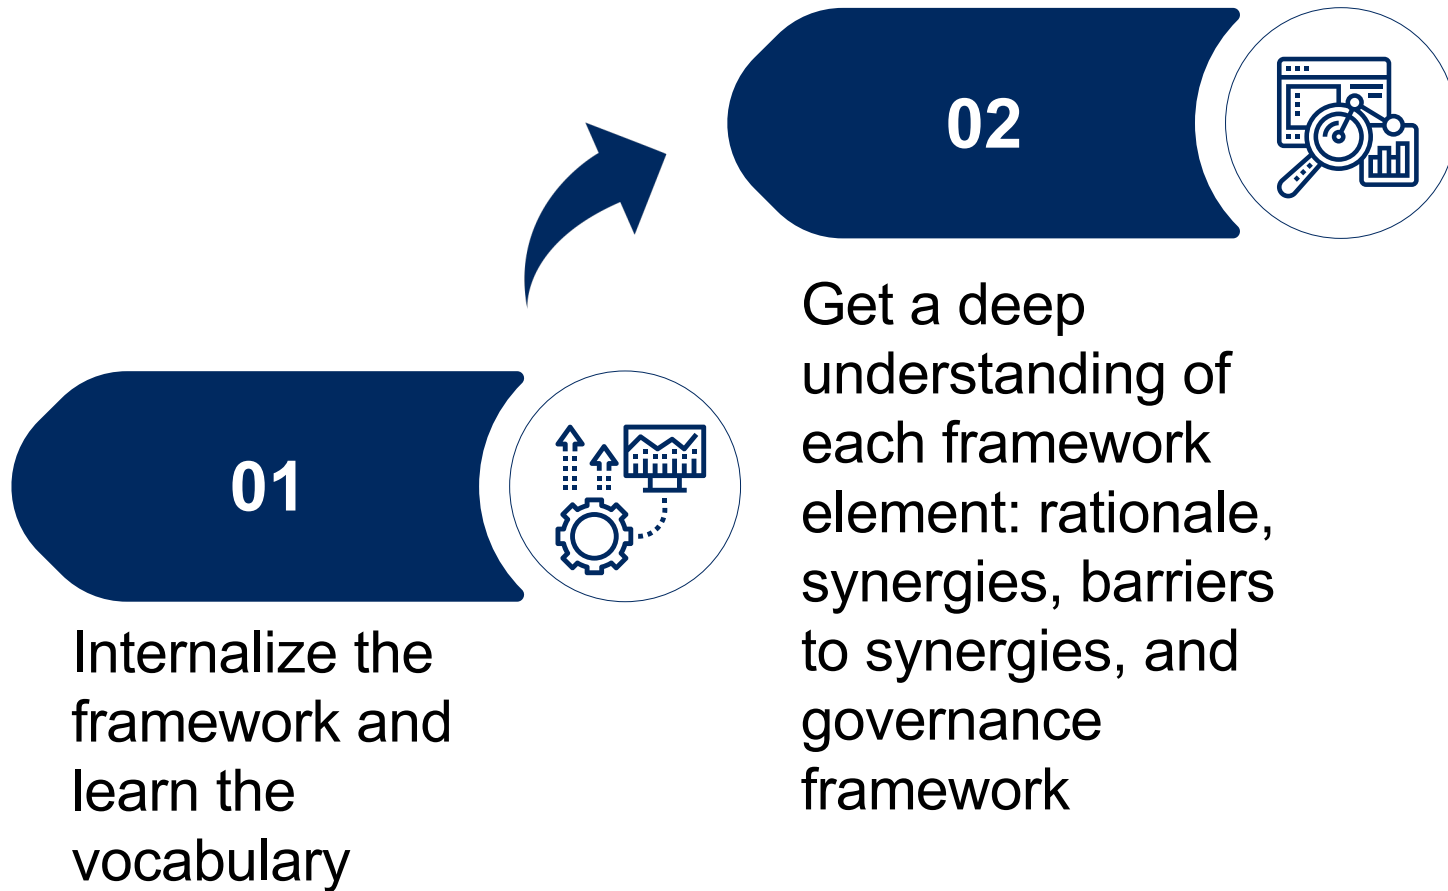 01
Internalize the
framework and
learn the
vocabulary
02
Get a deep
understanding of
each framework
element: rationale,
synergies, barriers
to synergies, and
governance
framework